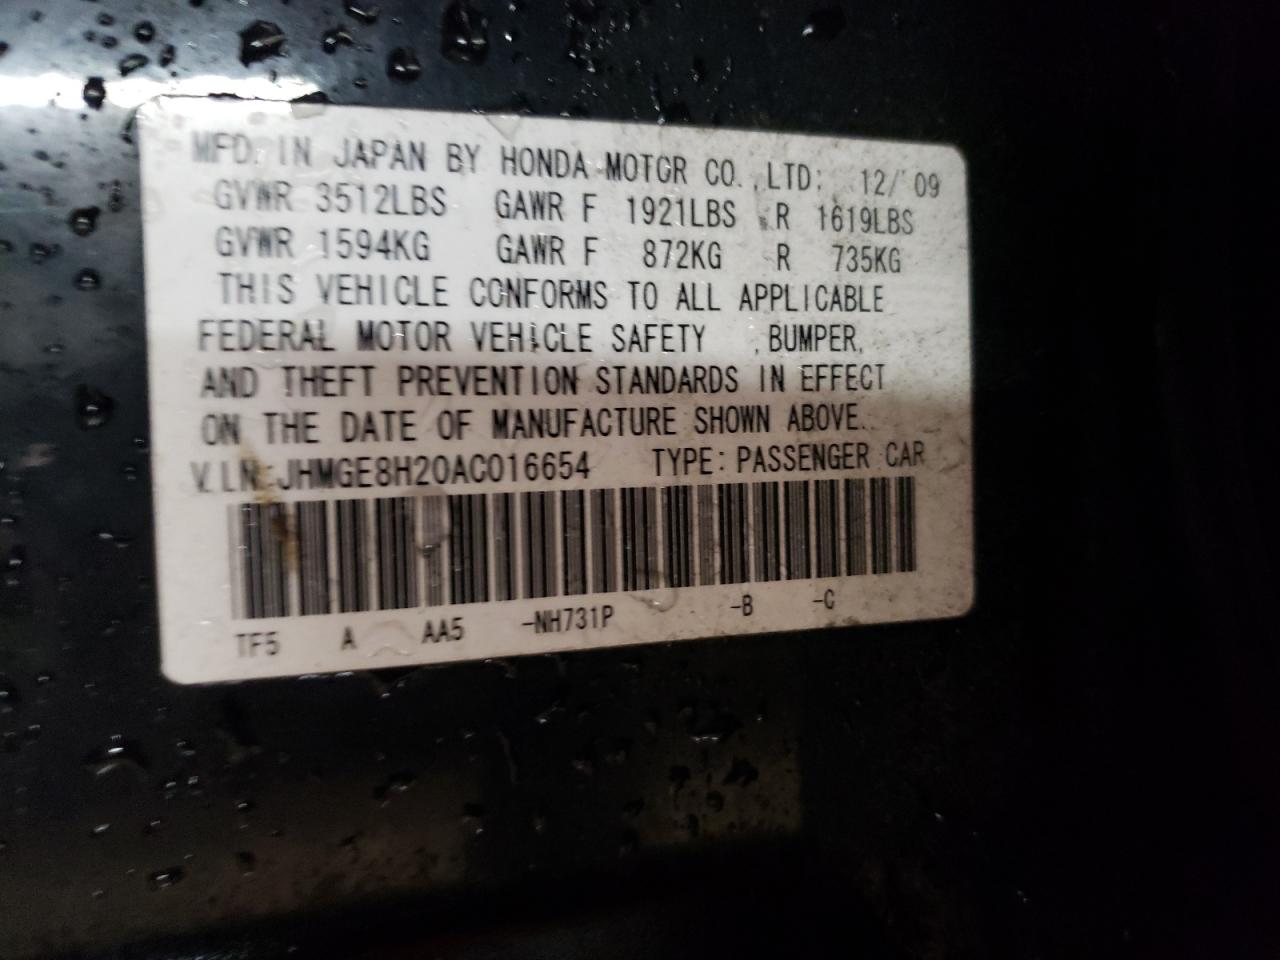 MFD. IN JAPAN BY HONDA MOTOR CO., LTD; 12/'09
GVWR 3512LBS GAWR F 1921LBS R 1619LBS
GVWR 1594KG GAWR F 872KG R 735KG
THIS VEHICLE CONFORMS TO ALL APPLICABLE
FEDERAL MOTOR VEHICLE SAFETY , BUMPER,
AND THEFT PREVENTION STANDARDS IN EFFECT
ON THE DATE OF MANUFACTURE SHOWN ABOVE.
V.I.N:JHMGE8H20AC016654 TYPE: PASSENGER CAR
TF5 A AA5 -NH731P -B -C